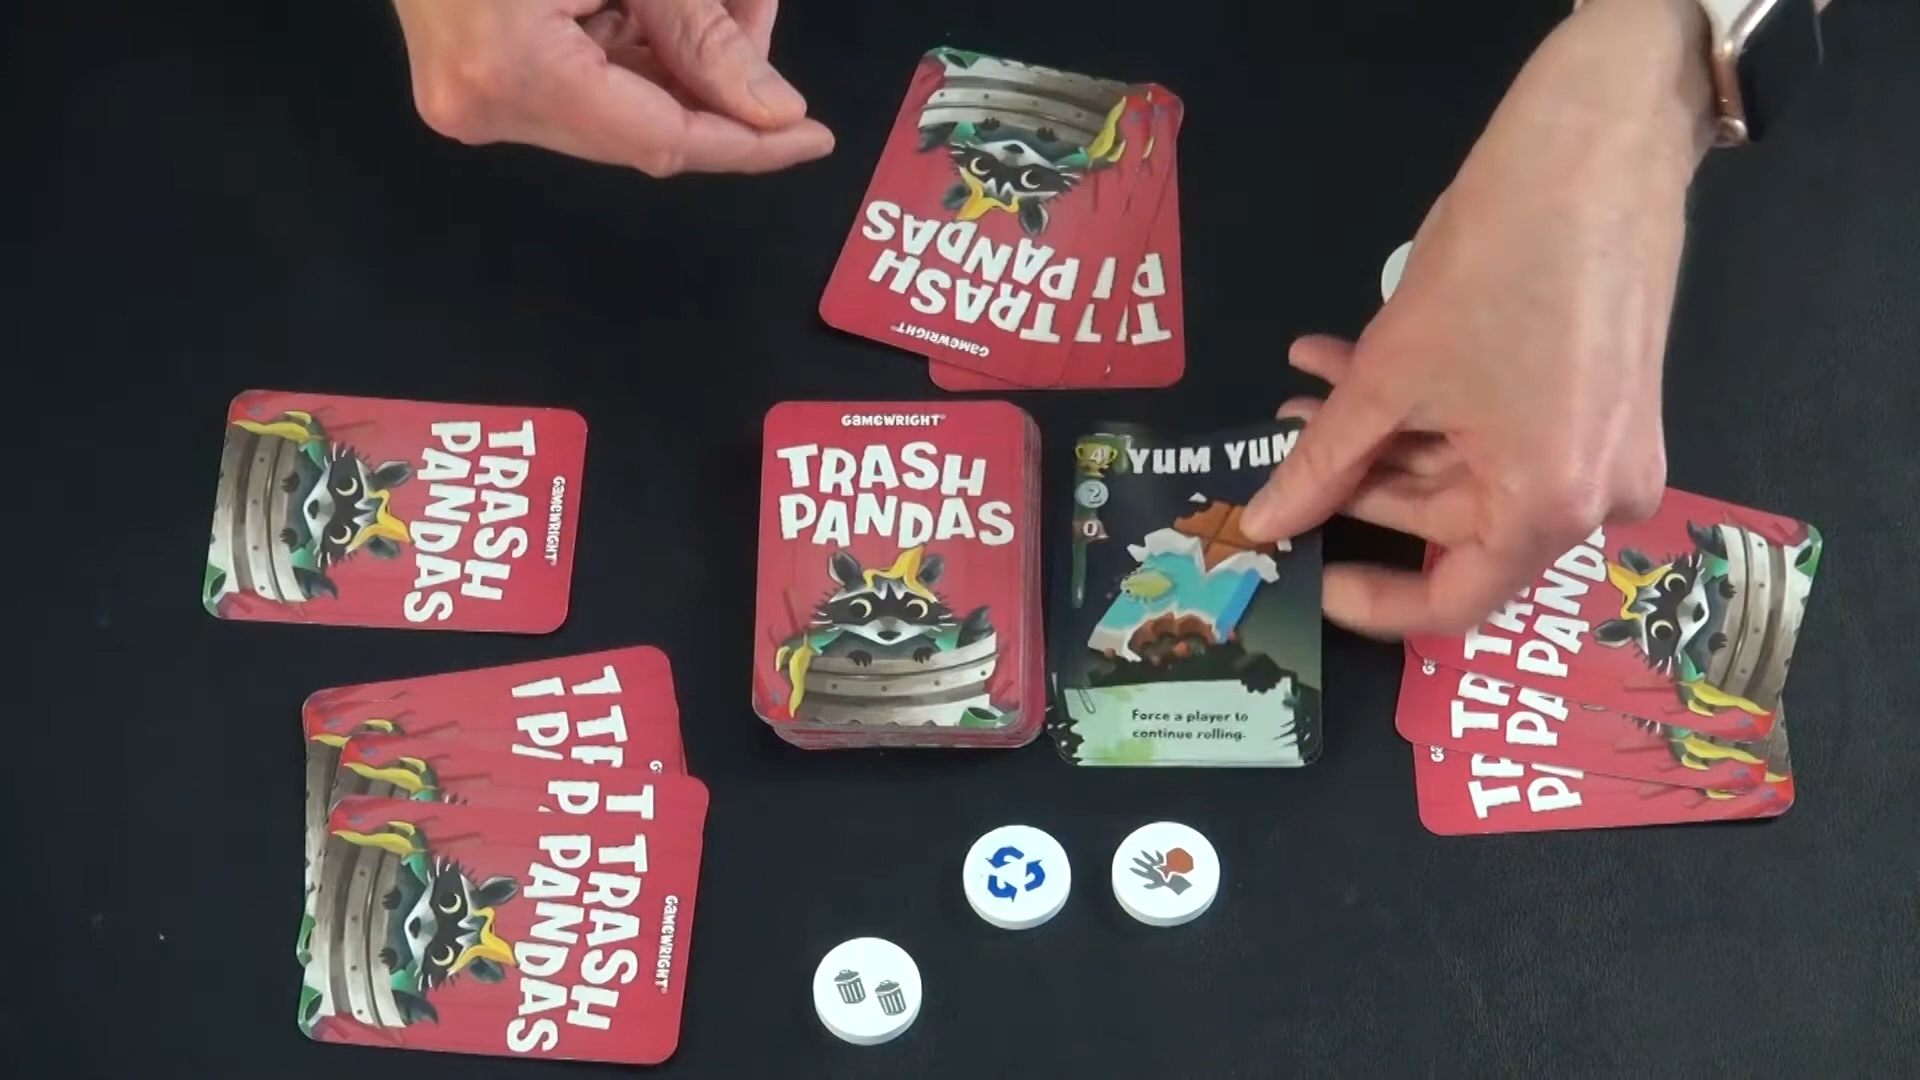 GAMEWRIGHT
TRASH
PANDAS
GAMEWRIGHT
TRASH
PANDAS
GAMEWRIGHT
TRASH
PANDAS
4
YUM YUM
2
0
Force a player to
continue rolling.
GAMEWRIGHT
TRASH
PANDAS
PANDAS